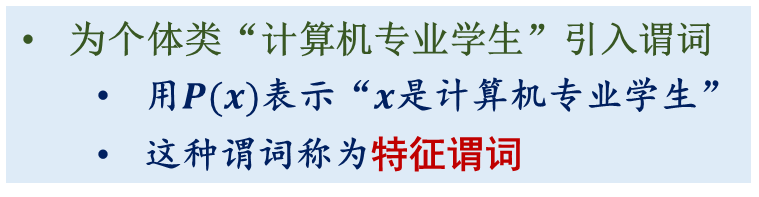 • 为个体类“计算机专业学生”引入谓词
• 用P(x)表示“x是计算机专业学生”
• 这种谓词称为特征谓词